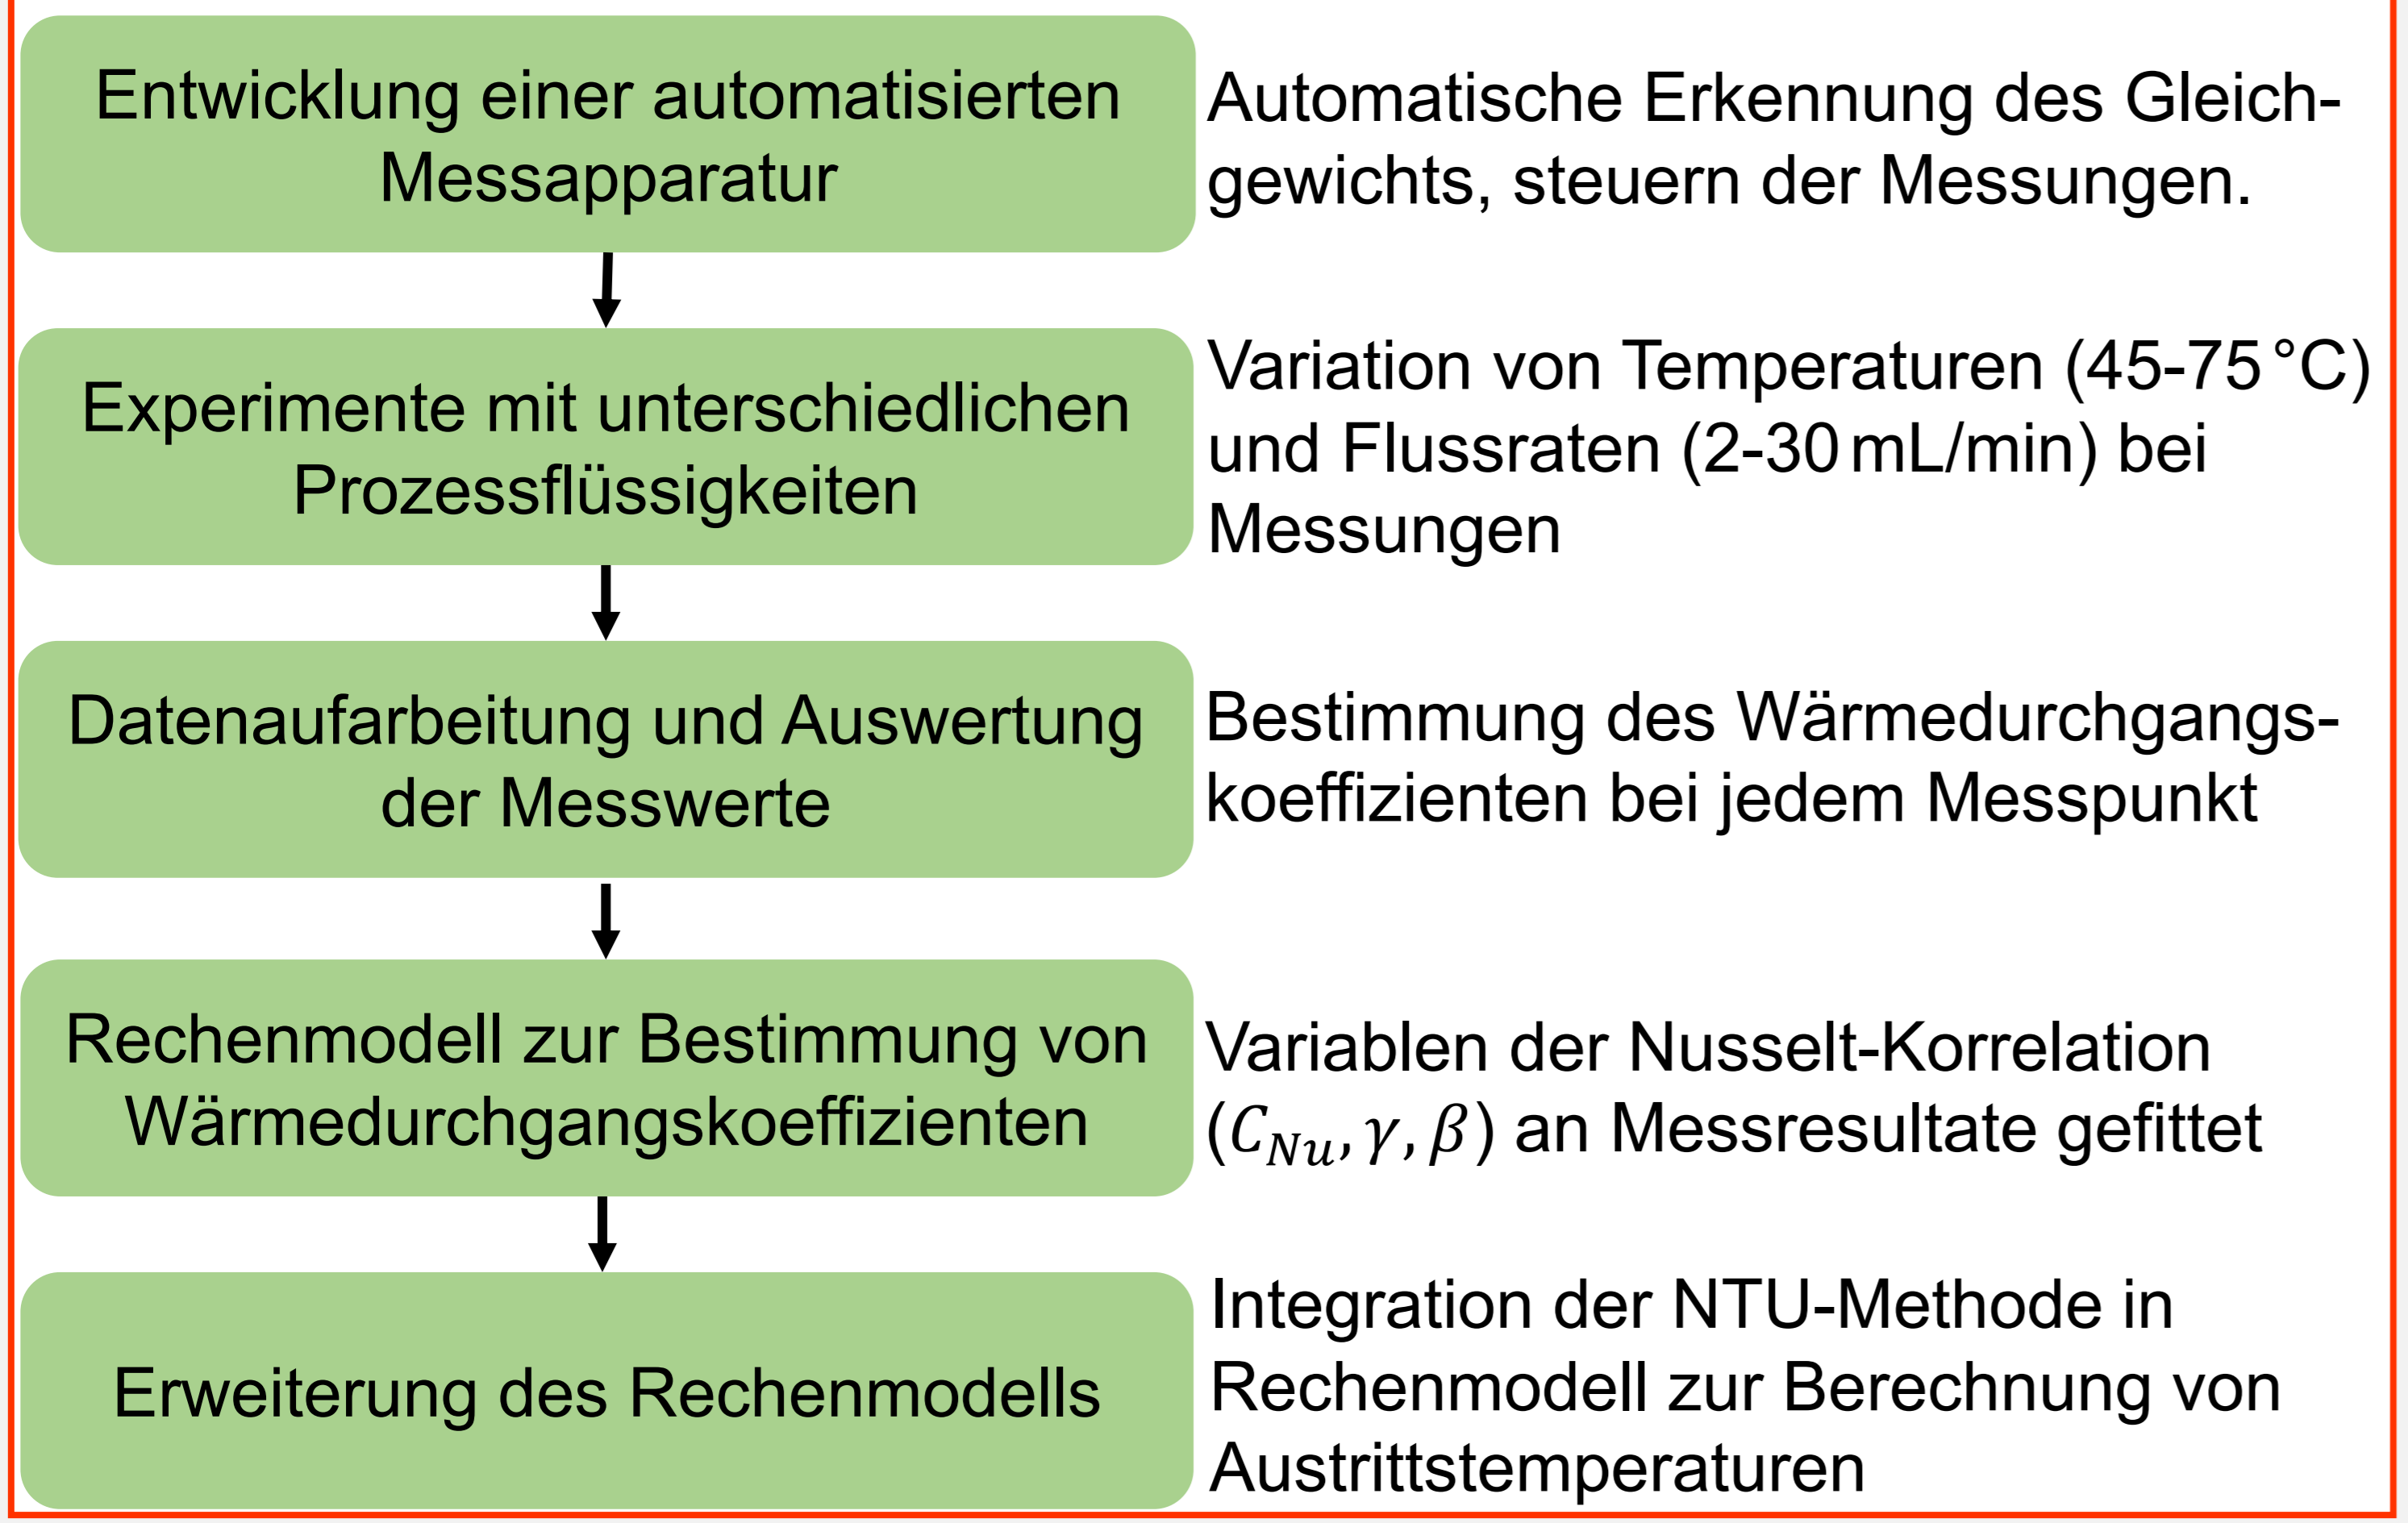 Entwicklung einer automatisierten
Messapparatur
Automatische Erkennung des Gleich-
gewichts, steuern der Messungen.
Experimente mit unterschiedlichen
Prozessflüssigkeiten
Variation von Temperaturen (45-75 °C)
und Flussraten (2-30 mL/min) bei
Messungen
Datenaufarbeitung und Auswertung
der Messwerte
Bestimmung des Wärmedurchgangs-
koeffizienten bei jedem Messpunkt
Rechenmodell zur Bestimmung von
Wärmedurchgangskoeffizienten
Variablen der Nusselt-Korrelation
(C_{Nu}, γ, β) an Messresultate gefittet
Erweiterung des Rechenmodells
Integration der NTU-Methode in
Rechenmodell zur Berechnung von
Austrittstemperaturen